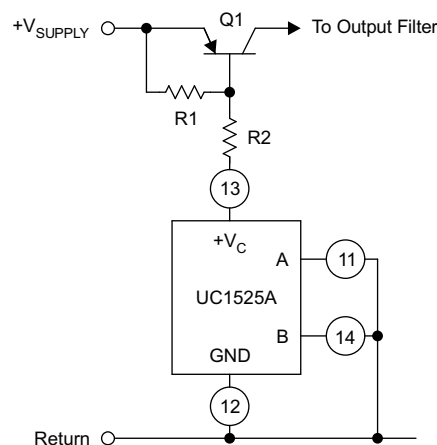 Q1
+VSUPPLY
To Output Filter
R1
R2
13
+VC
A
11
UC1525A
B
14
GND
12
Return